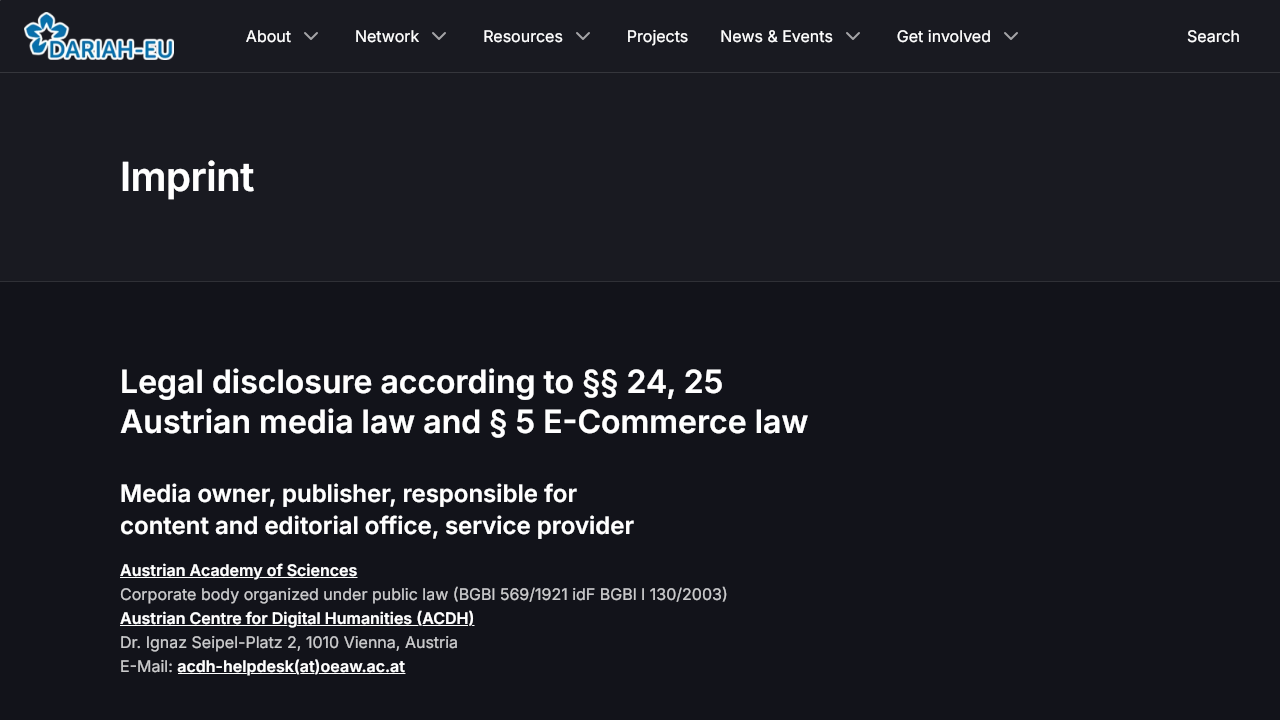 DARIAH-EU
About
Network
Resources
Projects
News & Events
Get involved
Search
Imprint
Legal disclosure according to §§ 24, 25
Austrian media law and § 5 E-Commerce law
Media owner, publisher, responsible for
content and editorial office, service provider
Austrian Academy of Sciences
Corporate body organized under public law (BGBl 569/1921 idF BGBl I 130/2003)
Austrian Centre for Digital Humanities (ACDH)
Dr. Ignaz Seipel-Platz 2, 1010 Vienna, Austria
E-Mail: acdh-helpdesk(at)oeaw.ac.at